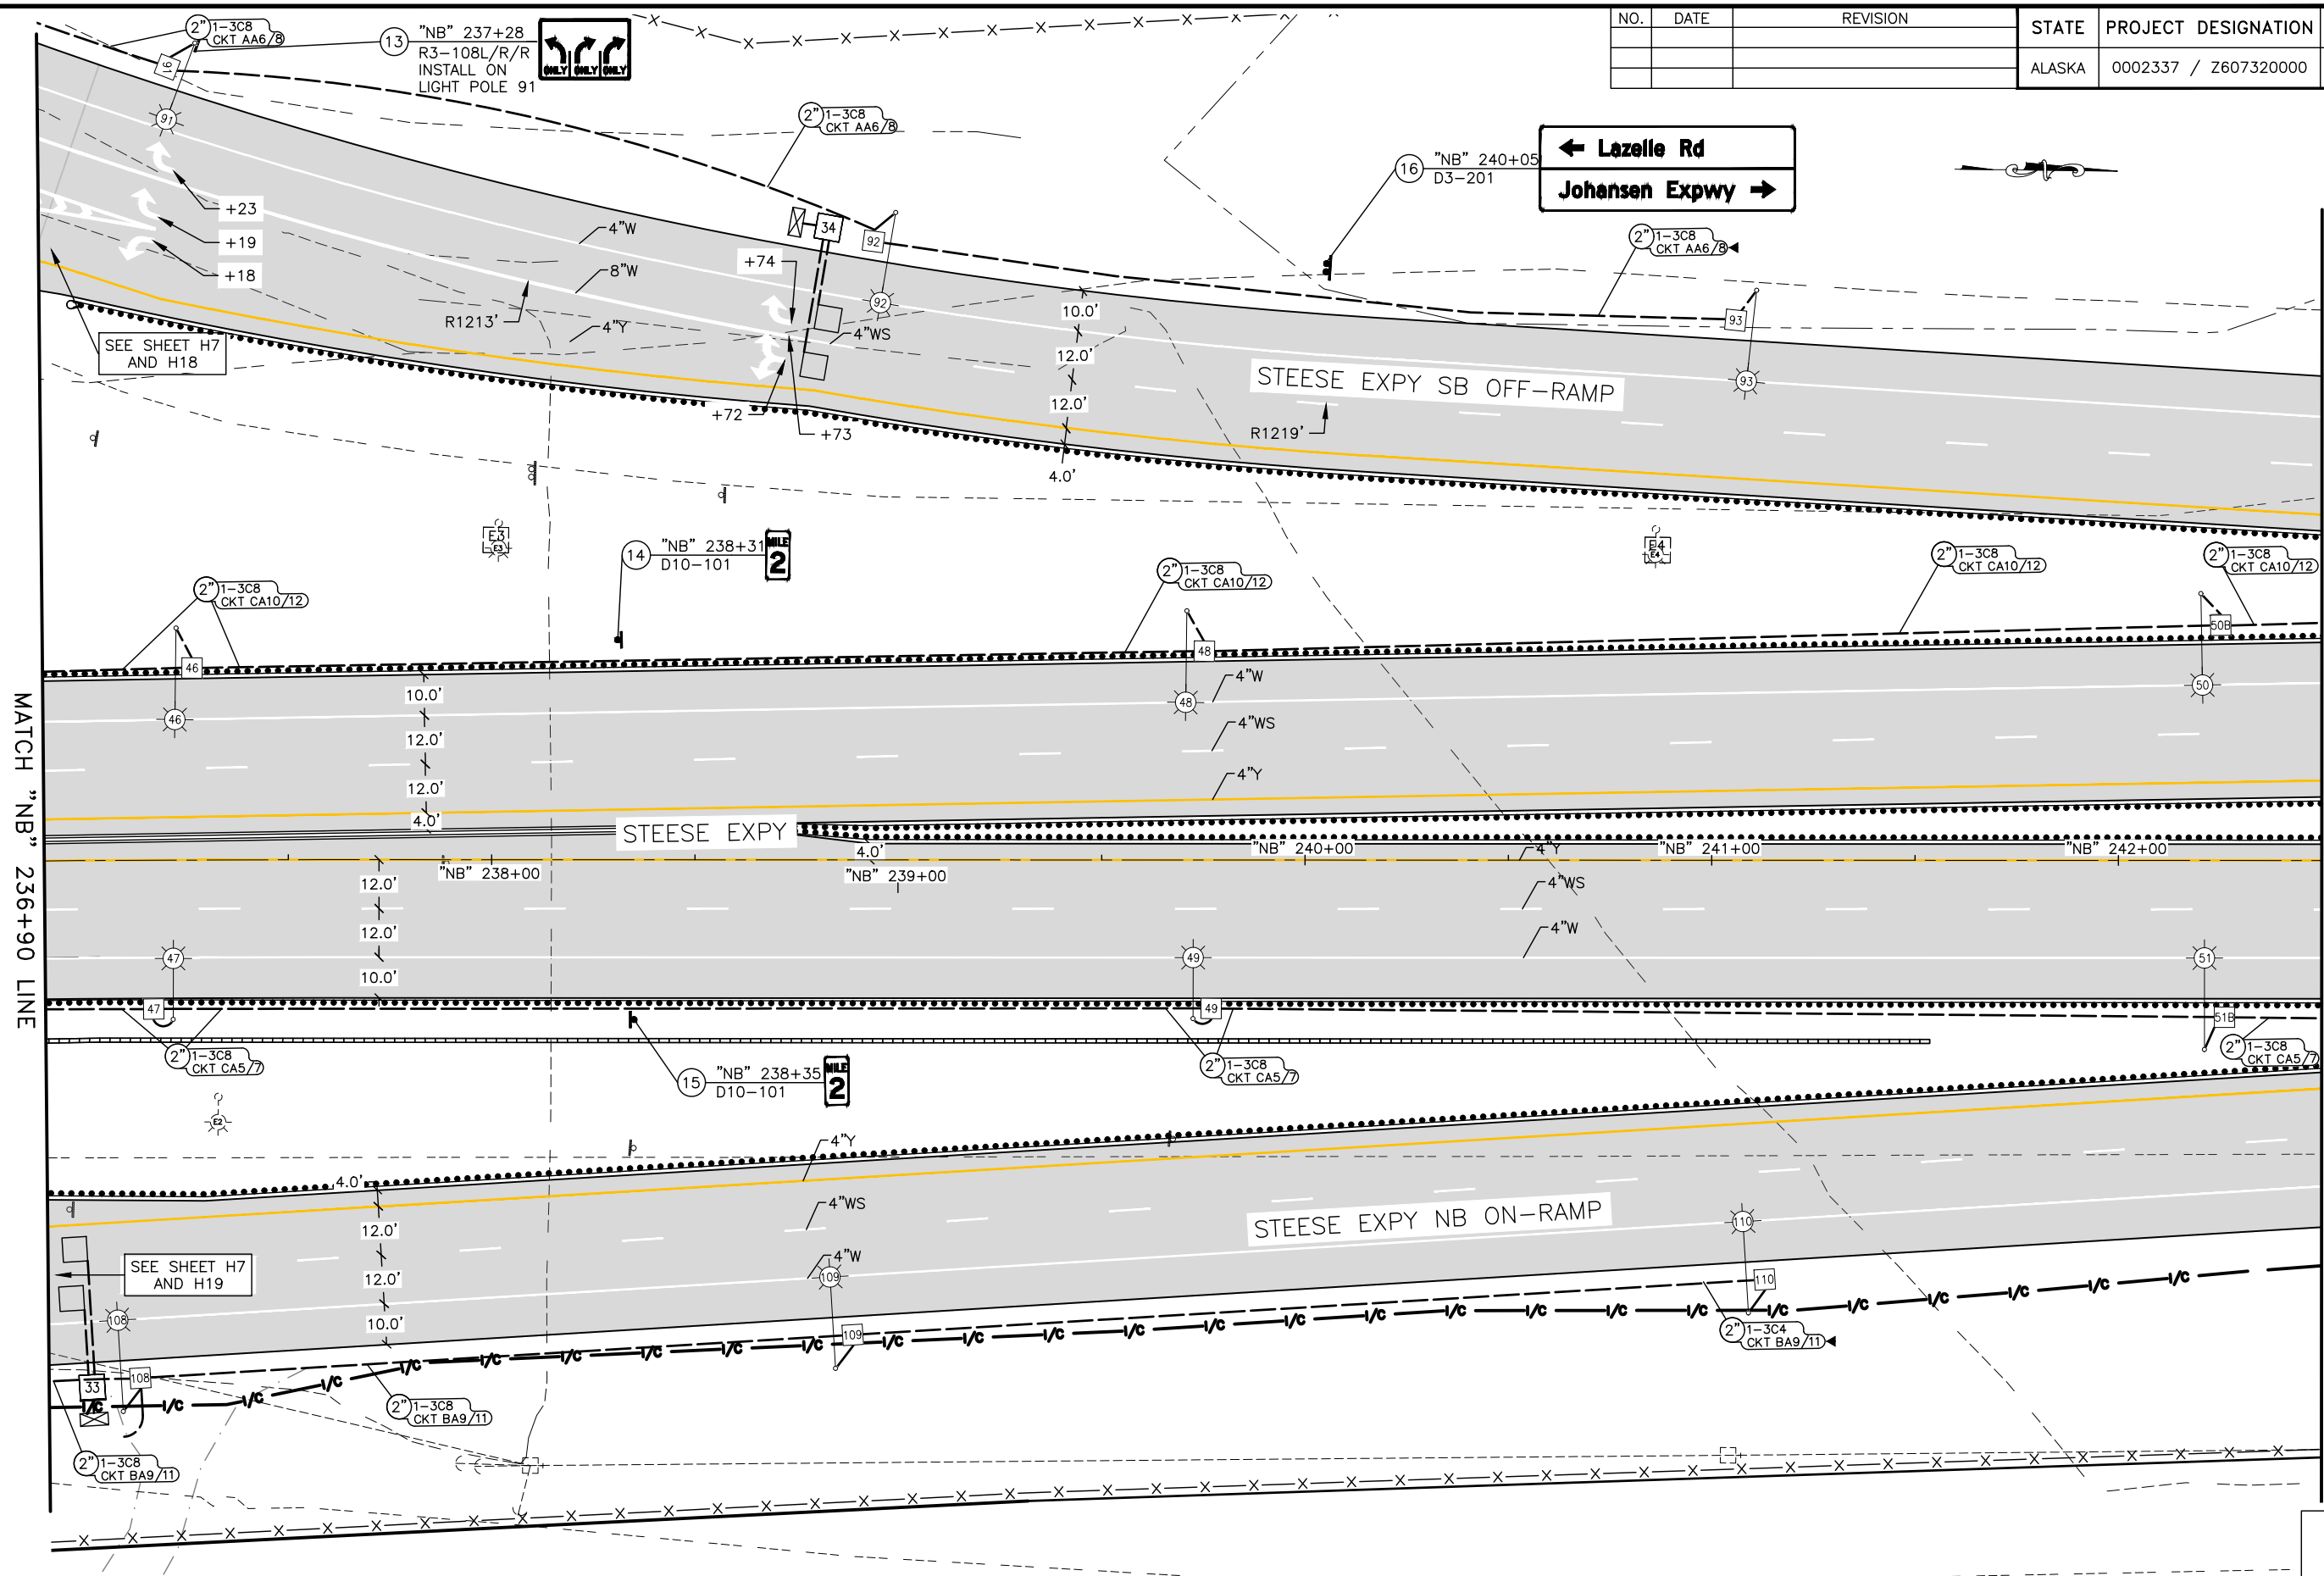 NO. DATE REVISION
STATE PROJECT DESIGNATION
ALASKA 0002337 / Z607320000
2" 1-3C8
CKT AA6/8
13 "NB" 237+28
R3-108L/R/R
INSTALL ON
LIGHT POLE 91
ONLY ONLY ONLY
91
91
2" 1-3C8
CKT AA6/8
16 "NB" 240+05
D3-201
← Lazelle Rd
Johansen Expwy →
2" 1-3C8
CKT AA6/8
+23
+19
+18
4"W
8"W
R1213'
4"Y
34
92
92
+74
4"WS
+72
+73
10.0'
12.0'
12.0'
4.0'
93
93
STEESE EXPY SB OFF-RAMP
R1219'
SEE SHEET H7
AND H18
E3
E3
14 "NB" 238+31
D10-101
MILE
2
E4
E4
2" 1-3C8
CKT CA10/12
2" 1-3C8
CKT CA10/12
2" 1-3C8
CKT CA10/12
2" 1-3C8
CKT CA10/12
46
46
48
48
50B
50
10.0'
12.0'
12.0'
4.0'
4"W
4"WS
4"Y
MATCH "NB" 236+90 LINE
STEESE EXPY
4.0'
"NB" 238+00
"NB" 239+00
"NB" 240+00
"NB" 241+00
"NB" 242+00
4"Y
4"WS
4"W
12.0'
12.0'
10.0'
47
47
49
49
51
51B
2" 1-3C8
CKT CA5/7
2" 1-3C8
CKT CA5/7
2" 1-3C8
CKT CA5/7
15 "NB" 238+35
D10-101
MILE
2
E2
4"Y
4"WS
4"W
4.0'
12.0'
12.0'
10.0'
STEESE EXPY NB ON-RAMP
SEE SHEET H7
AND H19
108
108
33
109
109
110
110
I/C I/C I/C I/C I/C I/C I/C I/C I/C I/C I/C I/C I/C I/C I/C I/C I/C I/C I/C I/C I/C I/C I/C I/C I/C I/C I/C
2" 1-3C4
CKT BA9/11
2" 1-3C8
CKT BA9/11
2" 1-3C8
CKT BA9/11